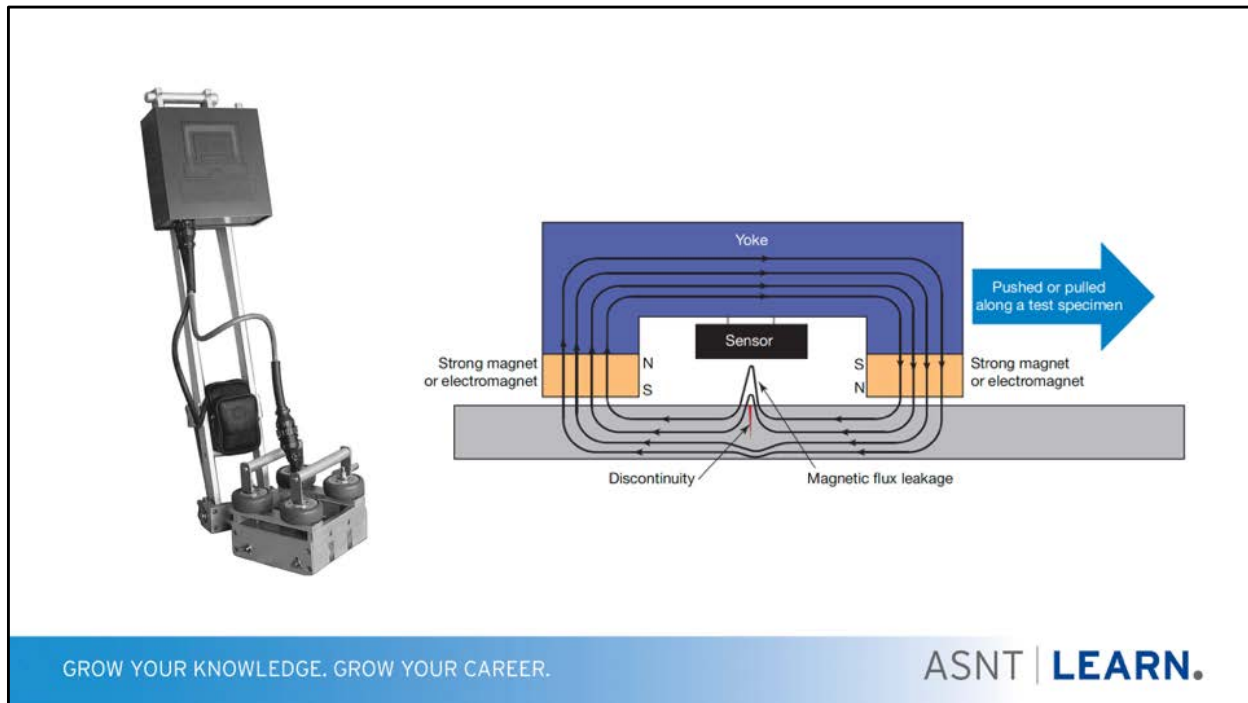 Yoke
Pushed or pulled
along a test specimen
Sensor
Strong magnet
or electromagnet
N
S
S
N
Strong magnet
or electromagnet
Discontinuity
Magnetic flux leakage
GROW YOUR KNOWLEDGE. GROW YOUR CAREER.
ASNT | LEARN.